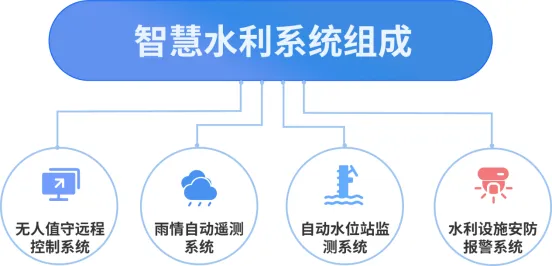 智慧水利系统组成
无人值守远程
控制系统
雨情自动遥测
系统
自动水位站监
测系统
水利设施安防
报警系统